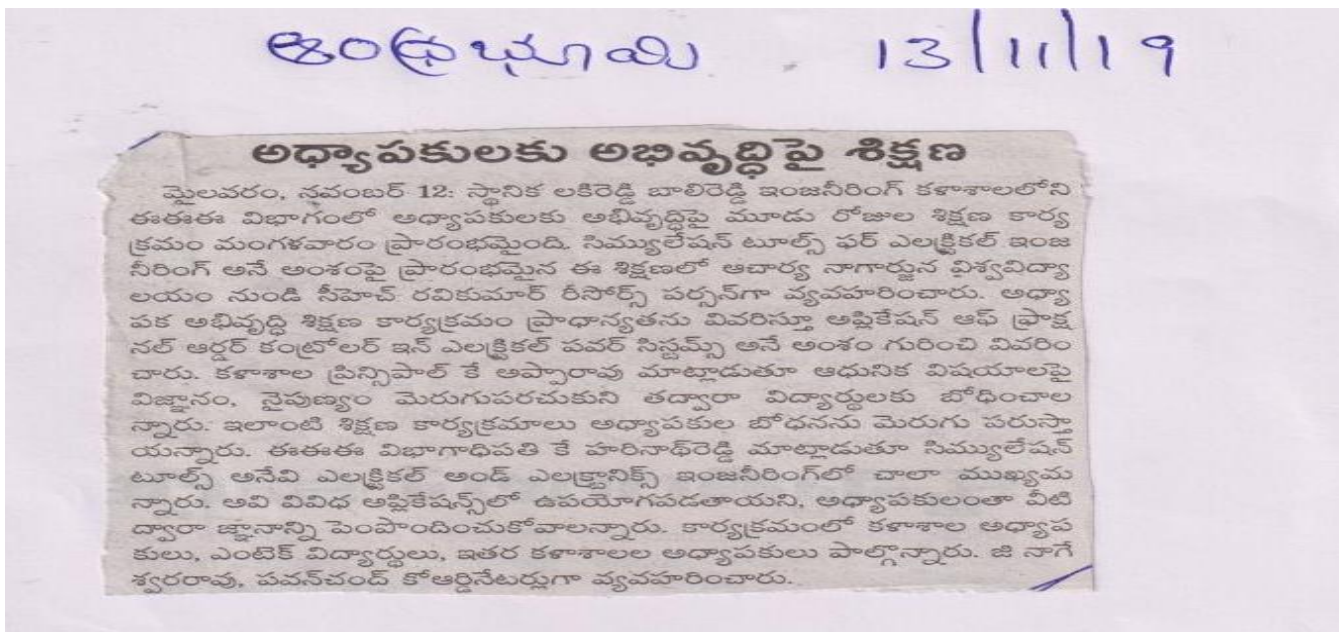 ఆంధ్రభూమి 13/11/19
అధ్యాపకులకు అభివృద్ధిపై శిక్షణ
మైలవరం, నవంబర్ 12: స్థానిక లకిరెడ్డి బాలిరెడ్డి ఇంజనీరింగ్ కళాశాలలోని
ఈఈఈ విభాగంలో అధ్యాపకులకు అభివృద్ధిపై మూడు రోజుల శిక్షణ కార్య
క్రమం మంగళవారం ప్రారంభమైంది. సిమ్యులేషన్ టూల్స్ ఫర్ ఎలక్ట్రికల్ ఇంజ
నీరింగ్ అనే అంశంపై ప్రారంభమైన ఈ శిక్షణలో ఆచార్య నాగార్జున విశ్వవిద్యా
లయం నుండి సీహెచ్ రవికుమార్ రీసోర్స్ పర్సన్‌గా వ్యవహరించారు. అధ్యా
పక అభివృద్ధి శిక్షణ కార్యక్రమం ప్రాధాన్యతను వివరిస్తూ అప్లికేషన్ ఆఫ్ ఫ్రాక్ష
నల్ ఆర్డర్ కంట్రోలర్ ఇన్ ఎలక్ట్రికల్ పవర్ సిస్టమ్స్ అనే అంశం గురించి వివరిం
చారు. కళాశాల ప్రిన్సిపాల్ కే అప్పారావు మాట్లాడుతూ ఆధునిక విషయాలపై
విజ్ఞానం, నైపుణ్యం మెరుగుపరచుకుని తద్వారా విద్యార్థులకు బోధించాల
న్నారు. ఇలాంటి శిక్షణ కార్యక్రమాలు అధ్యాపకుల బోధనను మెరుగు పరుస్తా
యన్నారు. ఈఈఈ విభాగాధిపతి కే హరినాథ్‌రెడ్డి మాట్లాడుతూ సిమ్యులేషన్
టూల్స్ అనేవి ఎలక్ట్రికల్ అండ్ ఎలక్ట్రానిక్స్ ఇంజనీరింగ్‌లో చాలా ముఖ్యమ
న్నారు. అవి వివిధ అప్లికేషన్స్‌లో ఉపయోగపడతాయని, అధ్యాపకులంతా వీటి
ద్వారా జ్ఞానాన్ని పెంపొందించుకోవాలన్నారు. కార్యక్రమంలో కళాశాల అధ్యాప
కులు, ఎంటెక్ విద్యార్థులు, ఇతర కళాశాలల అధ్యాపకులు పాల్గొన్నారు. జి నాగే
శ్వరరావు, పవన్‌చంద్ కోఆర్డినేటర్లుగా వ్యవహరించారు.